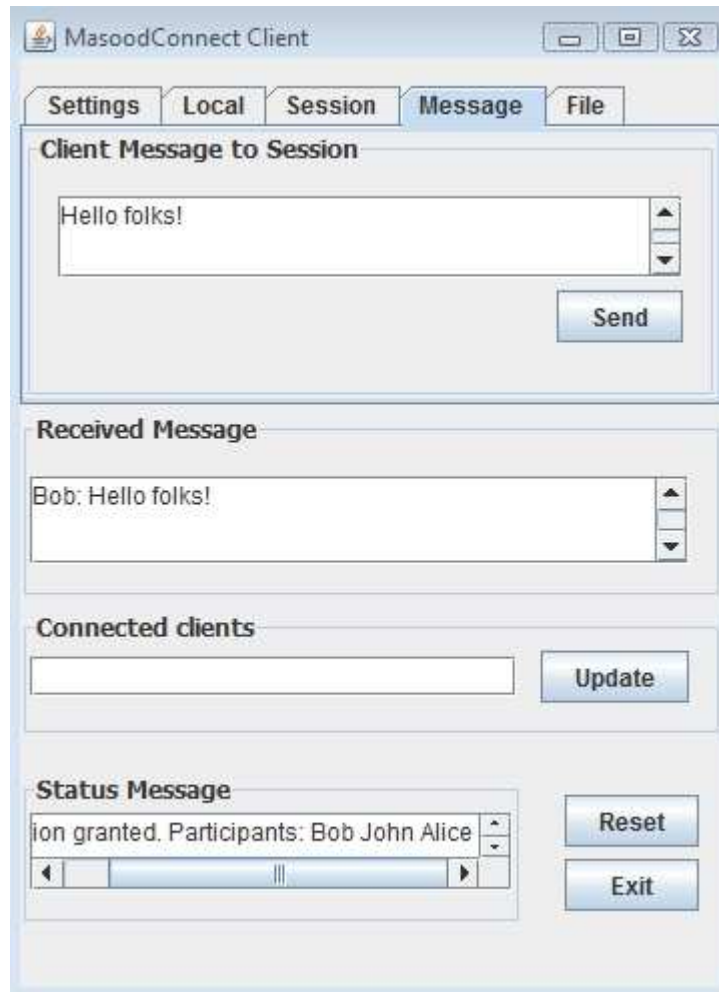 MasoodConnect Client
Settings Local Session Message File
Client Message to Session
Hello folks!
Send
Received Message
Bob: Hello folks!
Connected clients
Update
Status Message
ion granted. Participants: Bob John Alice
Reset
Exit